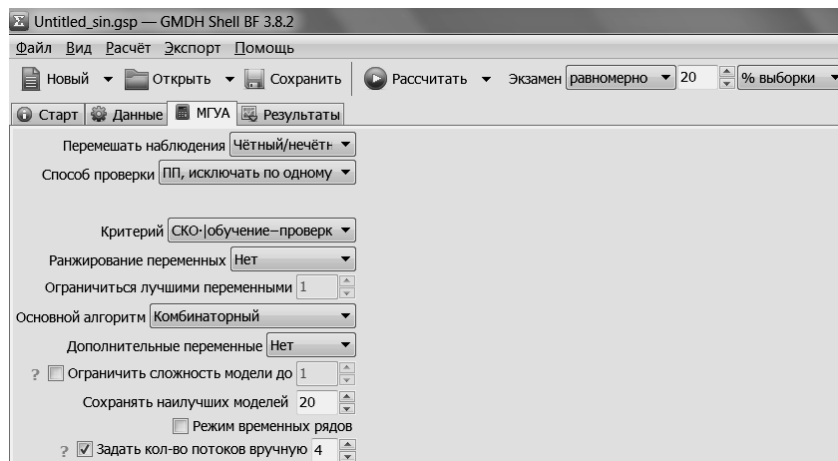 Untitled_sin.gsp — GMDH Shell BF 3.8.2
Файл Вид Расчёт Экспорт Помощь
Новый Открыть Сохранить Рассчитать Экзамен равномерно 20 % выборки
Старт Данные МГУА Результаты
Перемешать наблюдения Чётный/нечётн
Способ проверки ПП, исключать по одному
Критерий СКО·|обучение−проверк
Ранжирование переменных Нет
Ограничиться лучшими переменными 1
Основной алгоритм Комбинаторный
Дополнительные переменные Нет
? Ограничить сложность модели до 1
Сохранять наилучших моделей 20
Режим временных рядов
? Задать кол-во потоков вручную 4